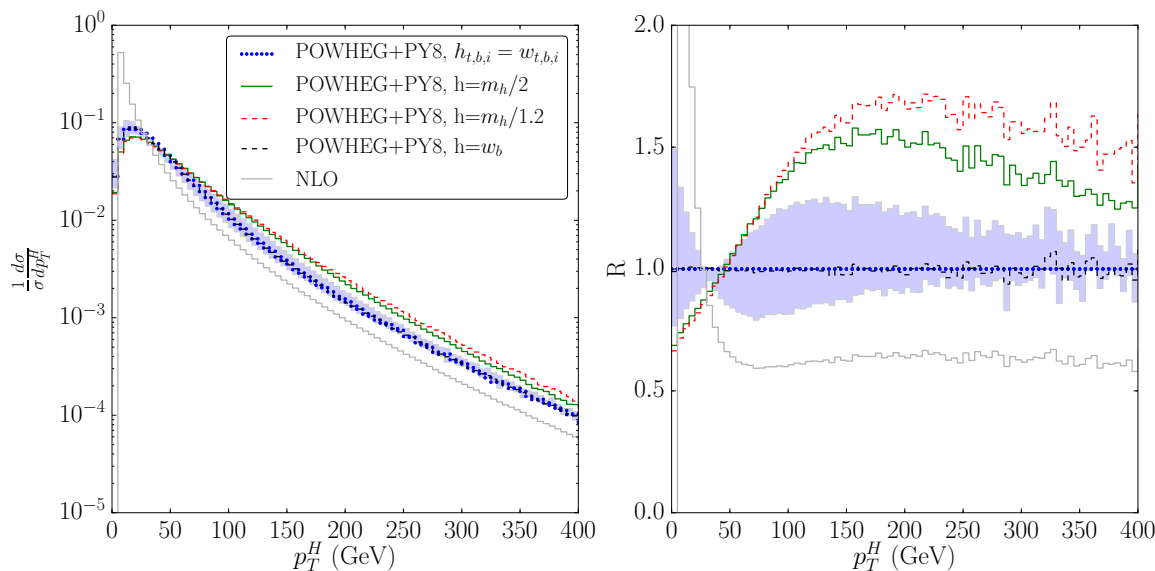 10⁰
10⁻¹
10⁻²
10⁻³
10⁻⁴
10⁻⁵
0 50 100 150 200 250 300 350 400
p_T^H (GeV)
\frac{1}{σ} \frac{dσ}{dp_T^H}
POWHEG+PY8, h_{t,b,i} = w_{t,b,i}
POWHEG+PY8, h=m_h/2
POWHEG+PY8, h=m_h/1.2
POWHEG+PY8, h=w_b
NLO
2.0
1.5
1.0
0.5
0.0
R
0 50 100 150 200 250 300 350 400
p_T^H (GeV)